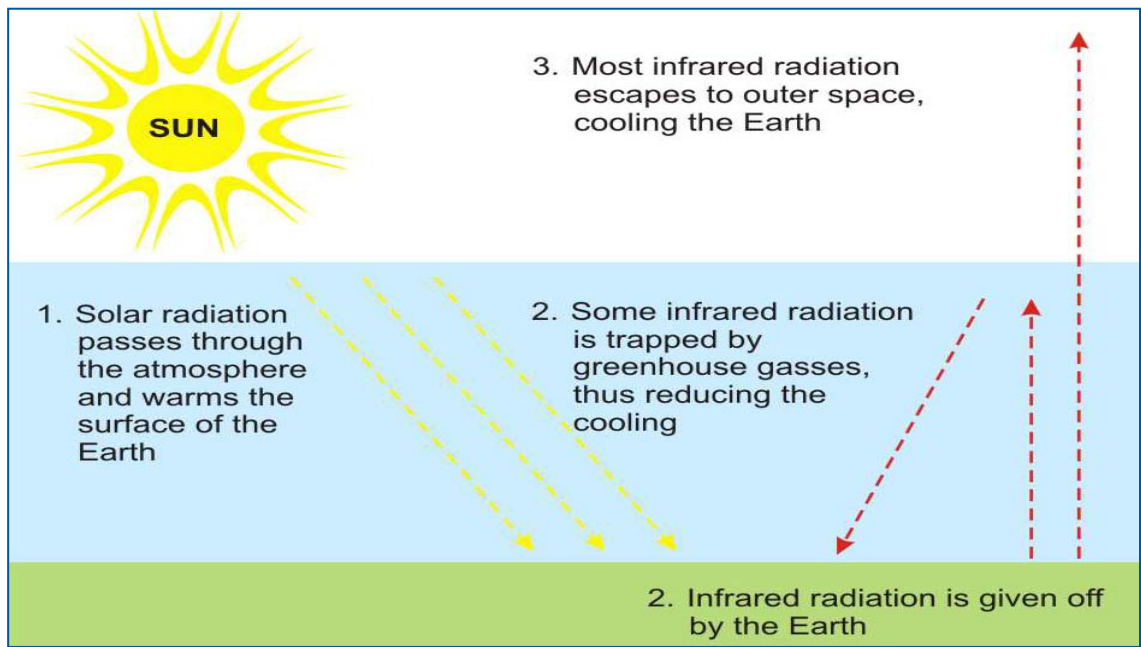 SUN
3. Most infrared radiation
escapes to outer space,
cooling the Earth
1. Solar radiation
passes through
the atmosphere
and warms the
surface of the
Earth
2. Some infrared radiation
is trapped by
greenhouse gasses,
thus reducing the
cooling
2. Infrared radiation is given off
by the Earth